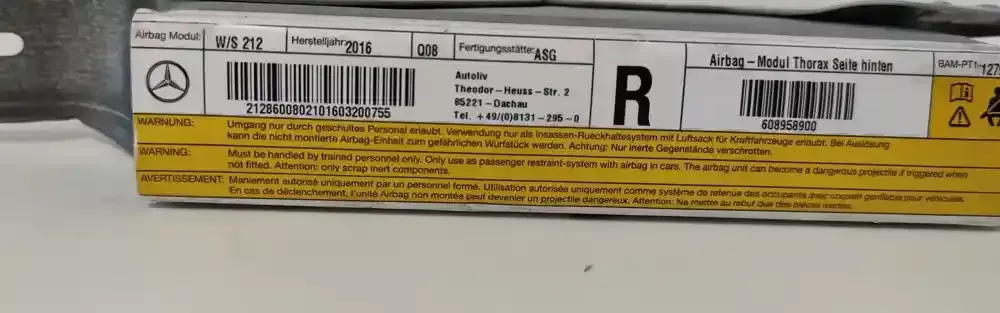 Airbag Modul: W/S 212 Herstelljahr: 2016 Q08 Fertigungsstätte: ASG
R
Airbag - Modul Thorax Seite hinten
BAM-PT1-
2128600802101603200755
Autoliv
Theodor - Heuss - Str. 2
85221 - Dachau
Tel. + 49/(0)8131 - 295 - 0
608958900
WARNUNG: Umgang nur durch geschultes Personal erlaubt. Verwendung nur als Insassen-Rueckhaltesystem mit Luftsack für Kraftfahrzeuge erlaubt. Bei Auslösung
kann die nicht montierte Airbag-Einheit zum gefährlichen Wurfstück werden. Achtung: Nur inerte Gegenstände verschrotten.
WARNING: Must be handled by trained personnel only. Only use as passenger restraint-system with airbag in cars. The airbag unit can become a dangerous projectile if triggered when
not fitted. Attention: only scrap inert components.
AVERTISSEMENT: Maniement autorisé uniquement par un personnel formé. Utilisation autorisée uniquement comme système de retenue des occupants avec coussin gonflable pour véhicules.
En cas de déclenchement, l'unité Airbag non montée peut devenir un projectile dangereux. Attention: Ne mettre au rebut que des pièces inertes.